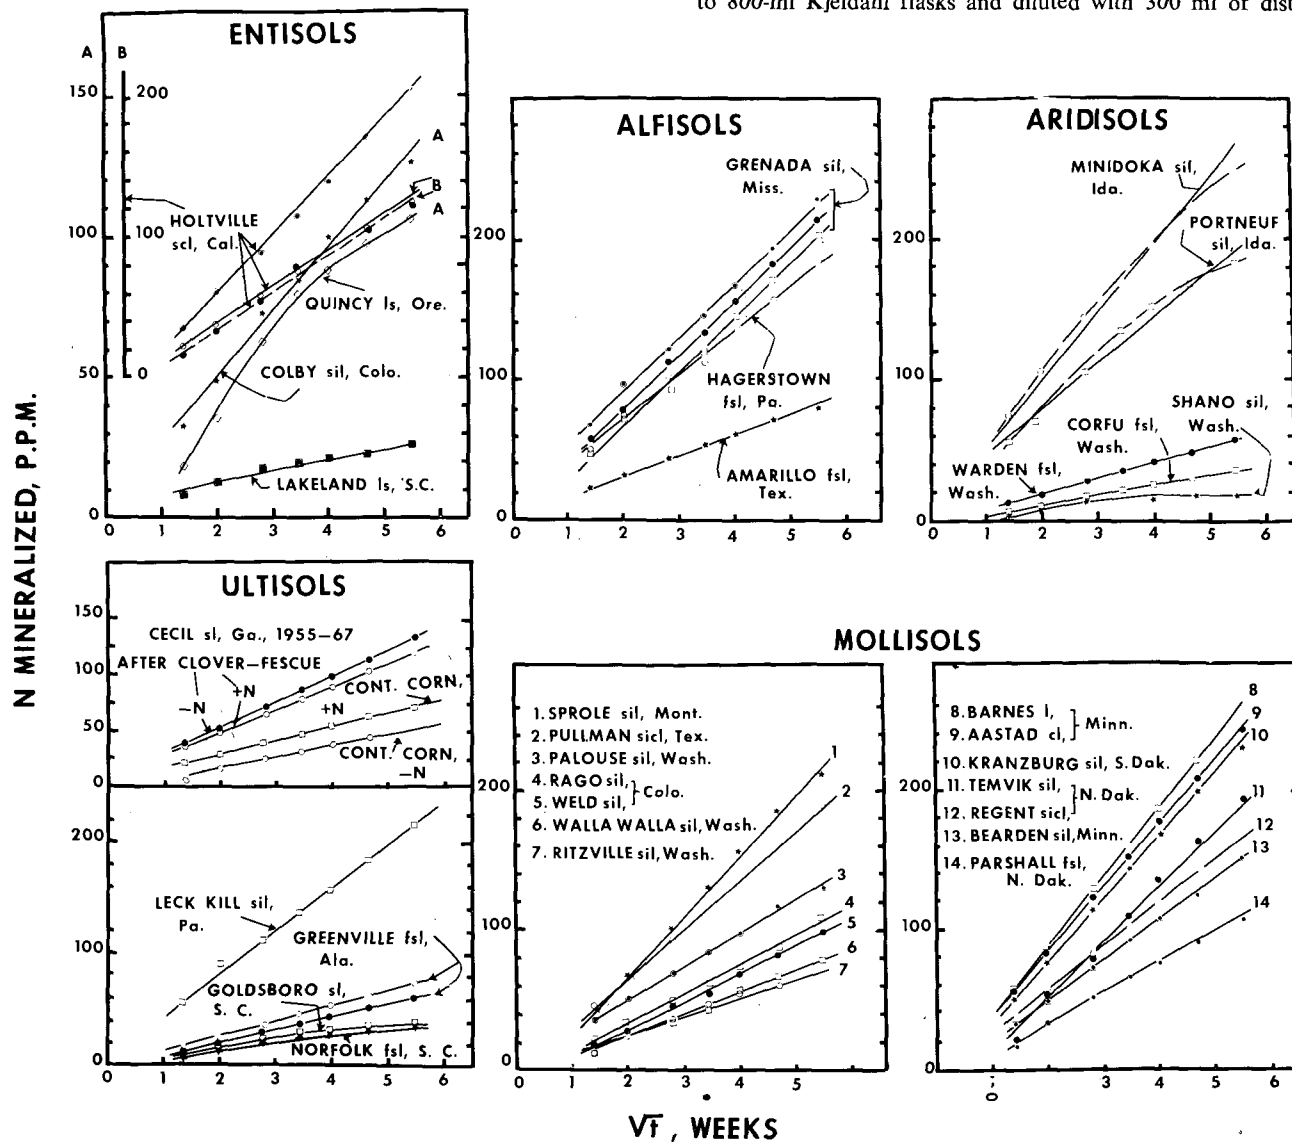 to 800-ml Kjeldahl flasks and diluted with 300 ml of dist
N MINERALIZED, P.P.M.
ENTISOLS
A B
150
100
50
0
200
100
0
A
B
A
HOLTVILLE
scl, Cal.
QUINCY ls, Ore.
COLBY sil, Colo.
LAKELAND ls, S.C.
0 1 2 3 4 5 6
ALFISOLS
200
100
0
GRENADA sil,
Miss.
HAGERSTOWN
fsl, Pa.
AMARILLO fsl,
Tex.
0 1 2 3 4 5 6
ARIDISOLS
200
100
0
MINIDOKA sil,
Ida.
PORTNEUF
sil, Ida.
SHANO sil,
Wash.
CORFU fsl,
Wash.
WARDEN fsl,
Wash.
0 1 2 3 4 5 6
ULTISOLS
150
100
50
0
CECIL sl, Ga., 1955-67
AFTER CLOVER-FESCUE
+N
-N
CONT. CORN,
+N
CONT. CORN,
-N
200
100
0
LECK KILL sil,
Pa.
GREENVILLE fsl,
Ala.
GOLDSBORO sl,
S. C.
NORFOLK fsl, S. C.
0 1 2 3 4 5 6
MOLLISOLS
200
100
0
1. SPROLE sil, Mont.
2. PULLMAN sicl, Tex.
3. PALOUSE sil, Wash.
4. RAGO sil,
5. WELD sil, } Colo.
6. WALLA WALLA sil, Wash.
7. RITZVILLE sil, Wash.
1
2
3
4
5
6
7
0 1 2 3 4 5 6
200
100
0
8. BARNES l,
9. AASTAD cl, ] Minn.
10. KRANZBURG sil, S. Dak.
11. TEMVIK sil,
12. REGENT sicl, ] N. Dak.
13. BEARDEN sil, Minn.
14. PARSHALL fsl,
N. Dak.
8
9
10
11
12
13
14
3 4 5 6
√t, WEEKS